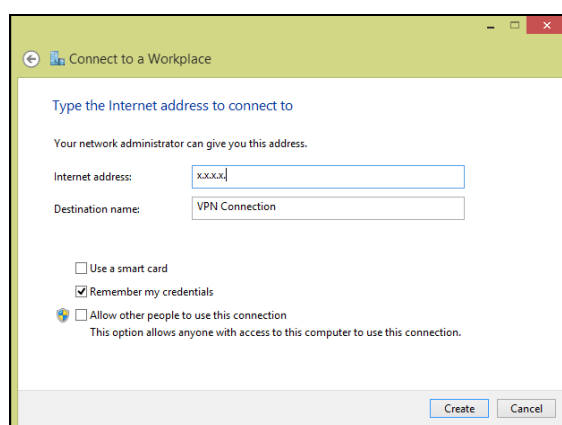 Connect to a Workplace
Type the Internet address to connect to
Your network administrator can give you this address.
Internet address: x.x.x.x.
Destination name: VPN Connection
Use a smart card
Remember my credentials
Allow other people to use this connection
This option allows anyone with access to this computer to use this connection.
Create Cancel